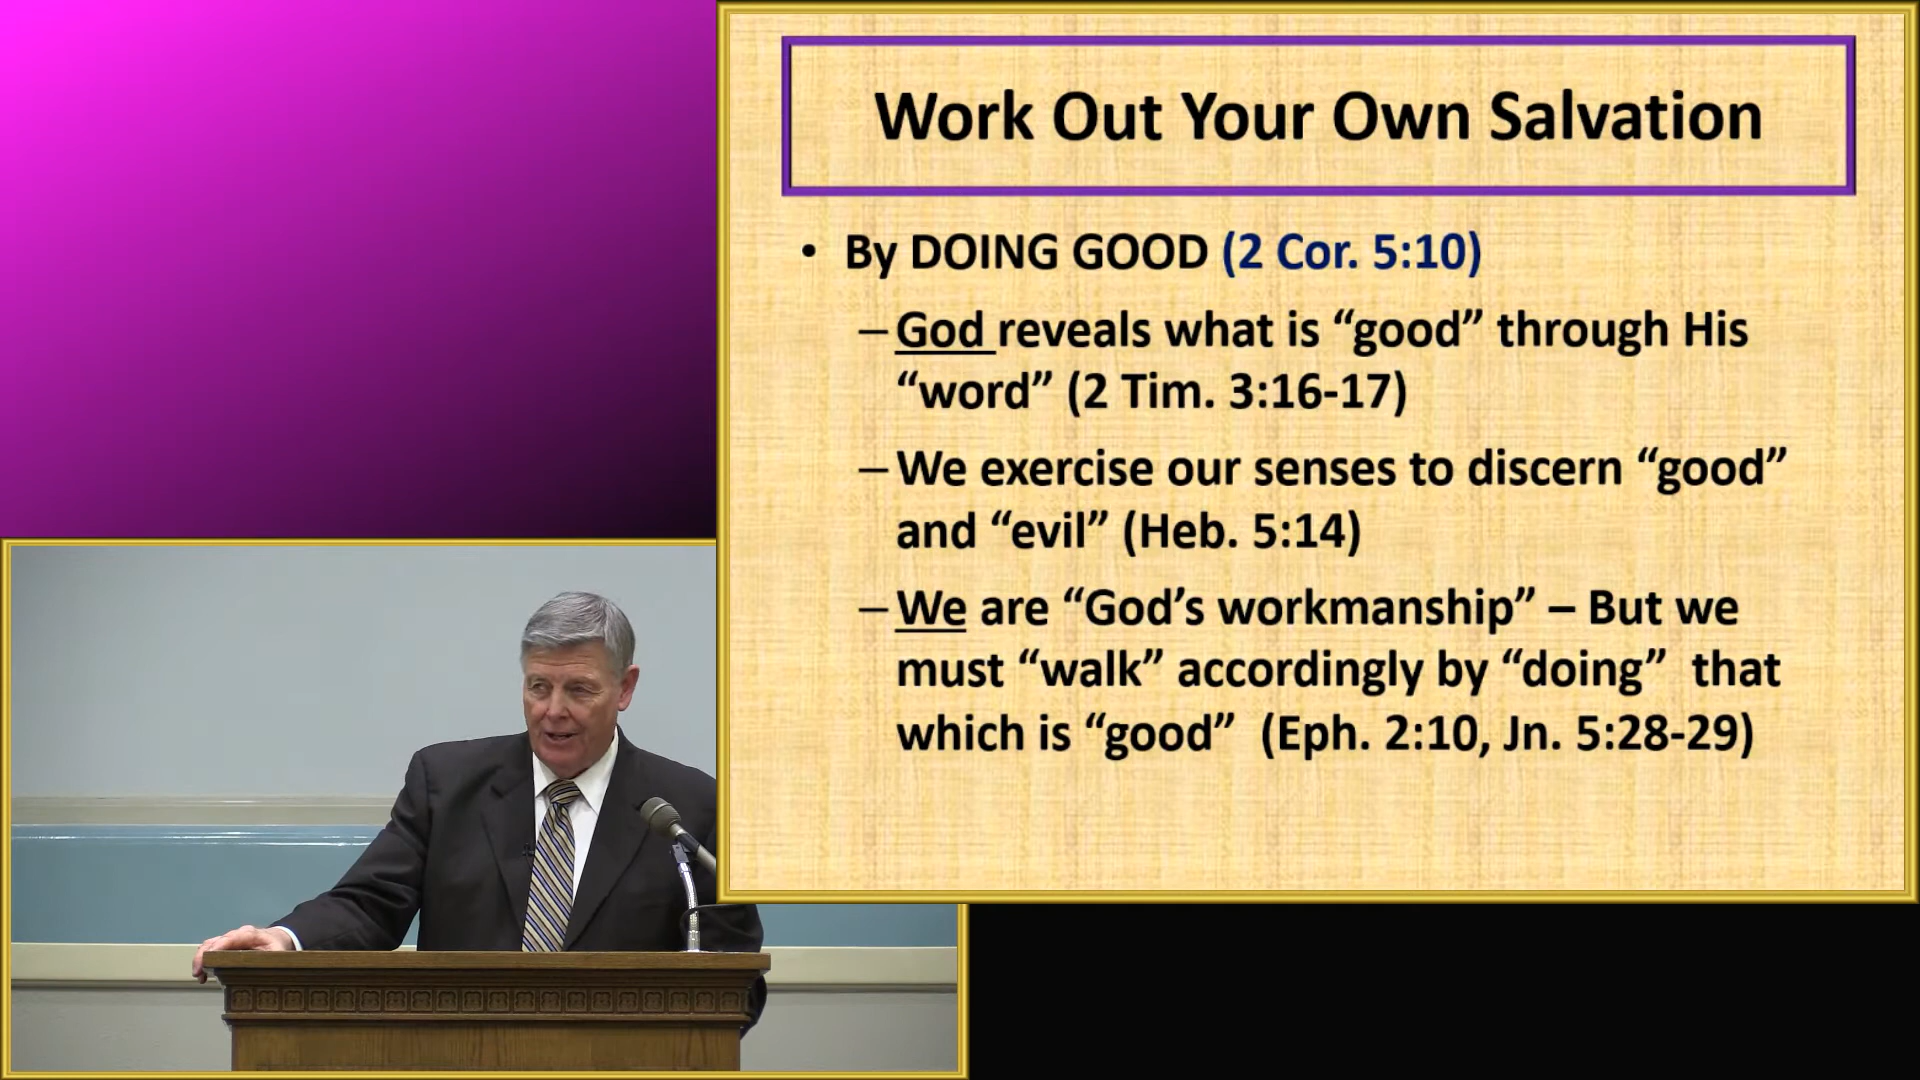 Work Out Your Own Salvation
• By DOING GOOD (2 Cor. 5:10)
– God reveals what is “good” through His
“word” (2 Tim. 3:16-17)
– We exercise our senses to discern “good”
and “evil” (Heb. 5:14)
– We are “God’s workmanship” – But we
must “walk” accordingly by “doing” that
which is “good” (Eph. 2:10, Jn. 5:28-29)